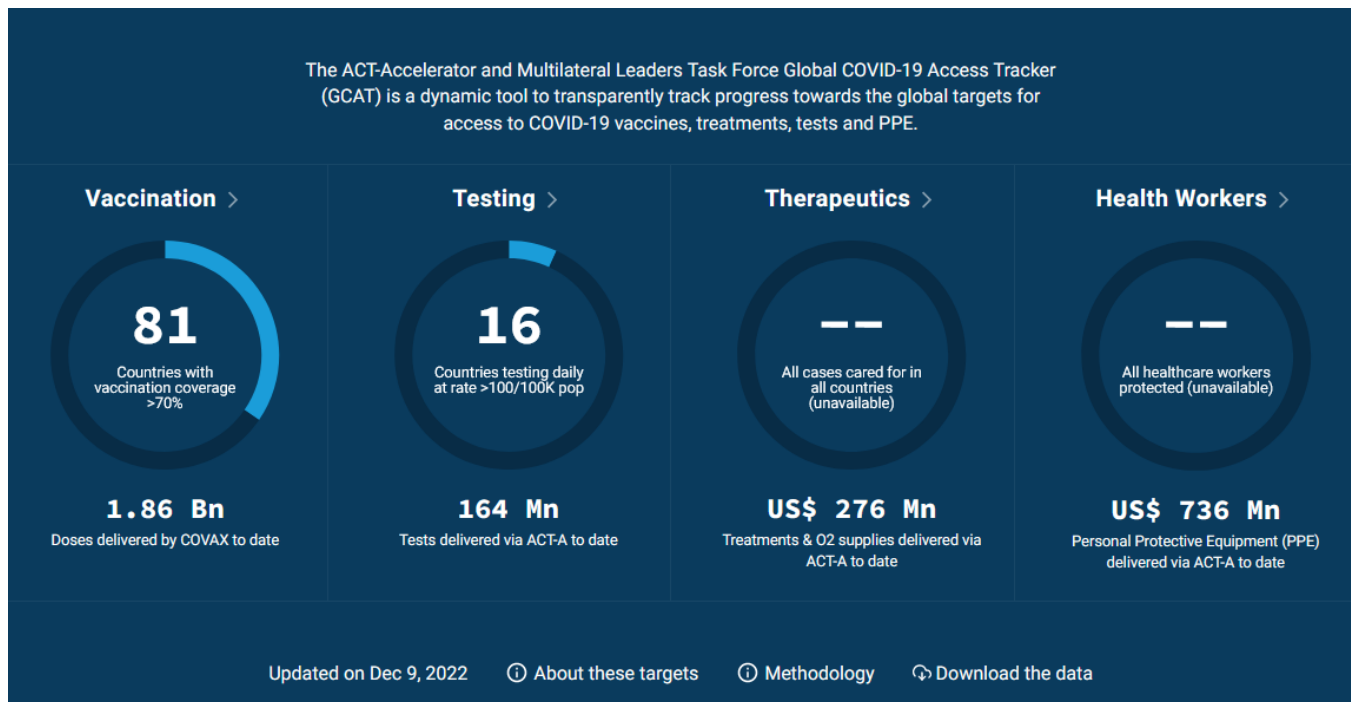 The ACT-Accelerator and Multilateral Leaders Task Force Global COVID-19 Access Tracker
(GCAT) is a dynamic tool to transparently track progress towards the global targets for
access to COVID-19 vaccines, treatments, tests and PPE.
Vaccination >
81
Countries with
vaccination coverage
>70%
1.86 Bn
Doses delivered by COVAX to date
Testing >
16
Countries testing daily
at rate >100/100K pop
164 Mn
Tests delivered via ACT-A to date
Therapeutics >
--
All cases cared for in
all countries
(unavailable)
US$ 276 Mn
Treatments & O2 supplies delivered via
ACT-A to date
Health Workers >
--
All healthcare workers
protected (unavailable)
US$ 736 Mn
Personal Protective Equipment (PPE)
delivered via ACT-A to date
Updated on Dec 9, 2022 About these targets Methodology Download the data